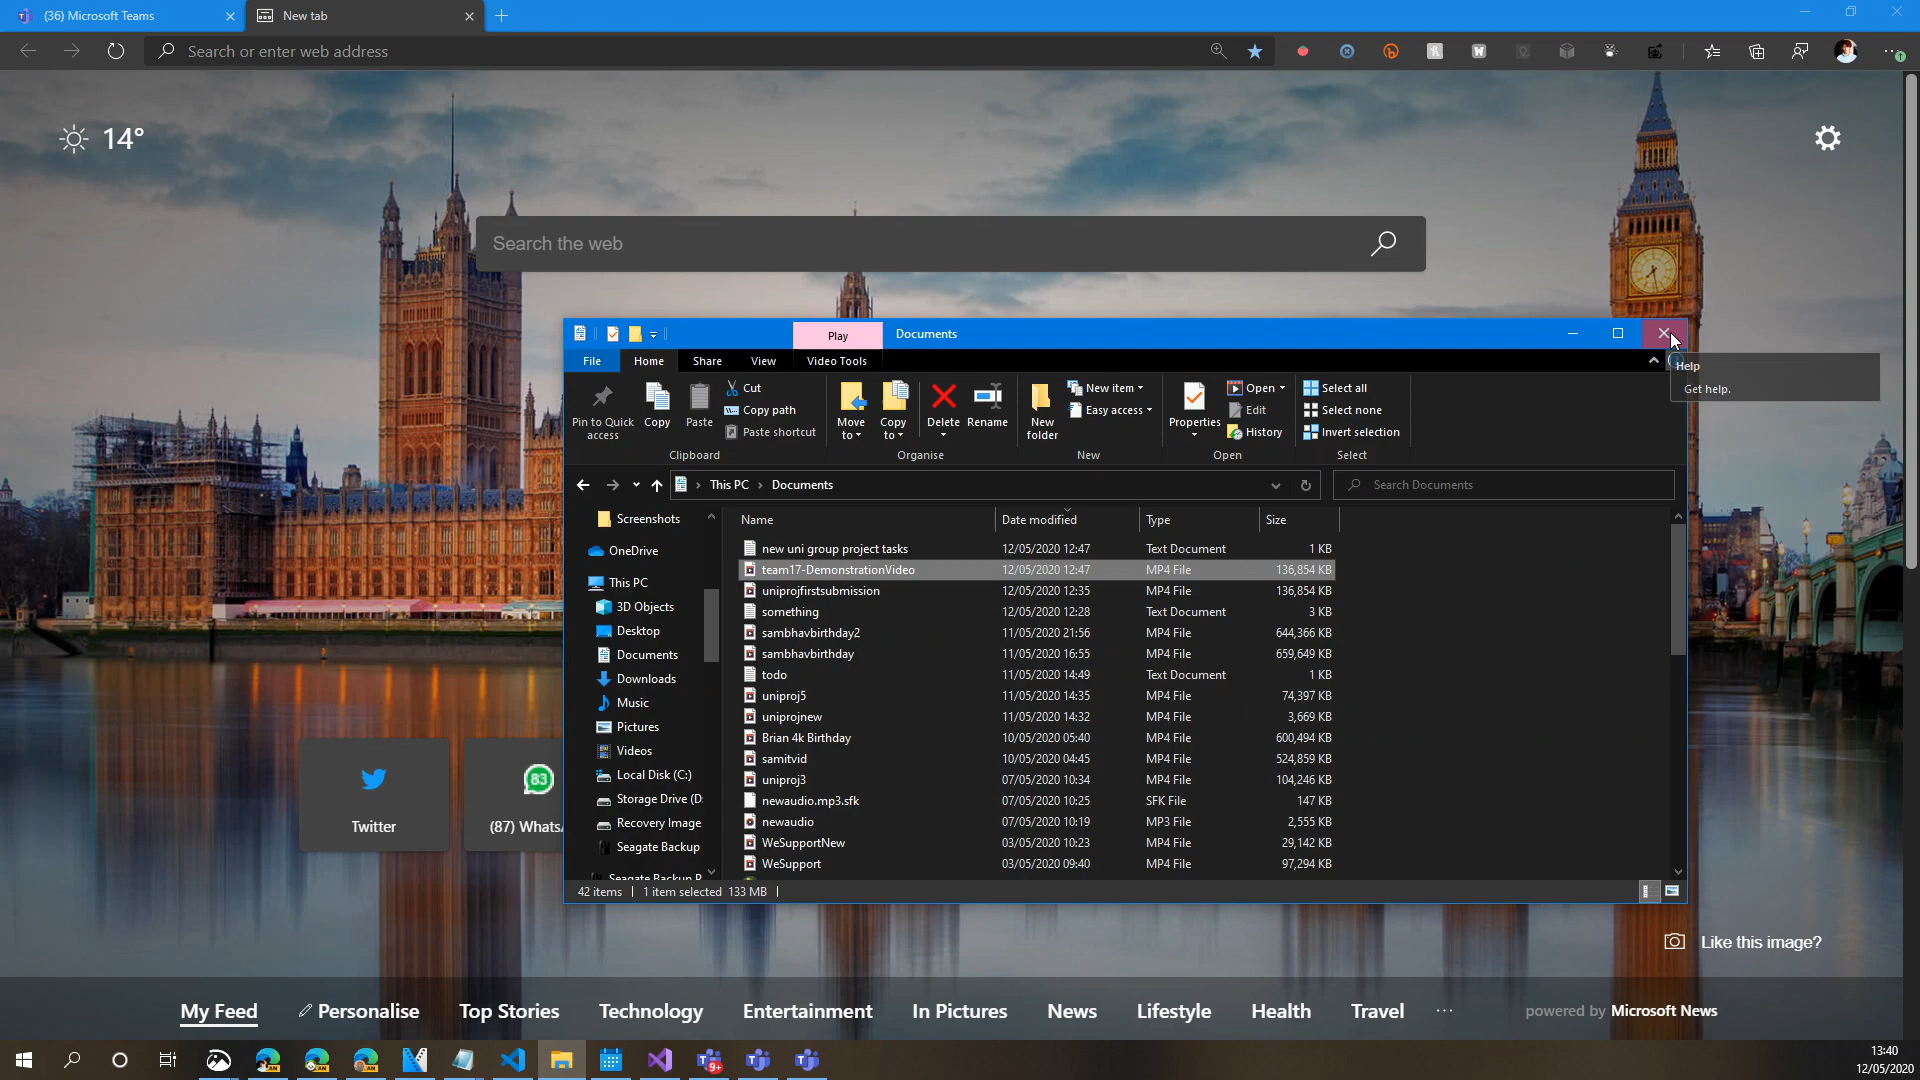 (36) Microsoft Teams
New tab
Search or enter web address
14°
Search the web
Play
Documents
File
Home
Share
View
Video Tools
Help
Get help.
Pin to Quick access
Copy
Paste
Cut
Copy path
Paste shortcut
Clipboard
Move to
Copy to
Delete
Rename
Organise
New folder
New item
Easy access
New
Properties
Open
Edit
History
Open
Select all
Select none
Invert selection
Select
This PC
Documents
Search Documents
Screenshots
OneDrive
This PC
3D Objects
Desktop
Documents
Downloads
Music
Pictures
Videos
Local Disk (C:)
Storage Drive (D:
Recovery Image
Seagate Backup
Seagate Backup P
Name Date modified Type Size
new uni group project tasks 12/05/2020 12:47 Text Document 1 KB
team17-DemonstrationVideo 12/05/2020 12:47 MP4 File 136,854 KB
uniprojfirstsubmission 12/05/2020 12:35 MP4 File 136,854 KB
something 12/05/2020 12:28 Text Document 3 KB
sambhavbirthday2 11/05/2020 21:56 MP4 File 644,366 KB
sambhavbirthday 11/05/2020 16:55 MP4 File 659,649 KB
todo 11/05/2020 14:49 Text Document 1 KB
uniproj5 11/05/2020 14:35 MP4 File 74,397 KB
uniprojnew 11/05/2020 14:32 MP4 File 3,669 KB
Brian 4k Birthday 10/05/2020 05:40 MP4 File 600,494 KB
samitvid 10/05/2020 04:45 MP4 File 524,859 KB
uniproj3 07/05/2020 10:34 MP4 File 104,246 KB
newaudio.mp3.sfk 07/05/2020 10:25 SFK File 147 KB
newaudio 07/05/2020 10:19 MP3 File 2,555 KB
WeSupportNew 03/05/2020 10:23 MP4 File 29,142 KB
WeSupport 03/05/2020 09:40 MP4 File 97,294 KB
42 items
1 item selected 133 MB
Twitter
83
(87) WhatsA
Like this image?
My Feed
Personalise
Top Stories
Technology
Entertainment
In Pictures
News
Lifestyle
Health
Travel
powered by Microsoft News
9+
13:40
12/05/2020